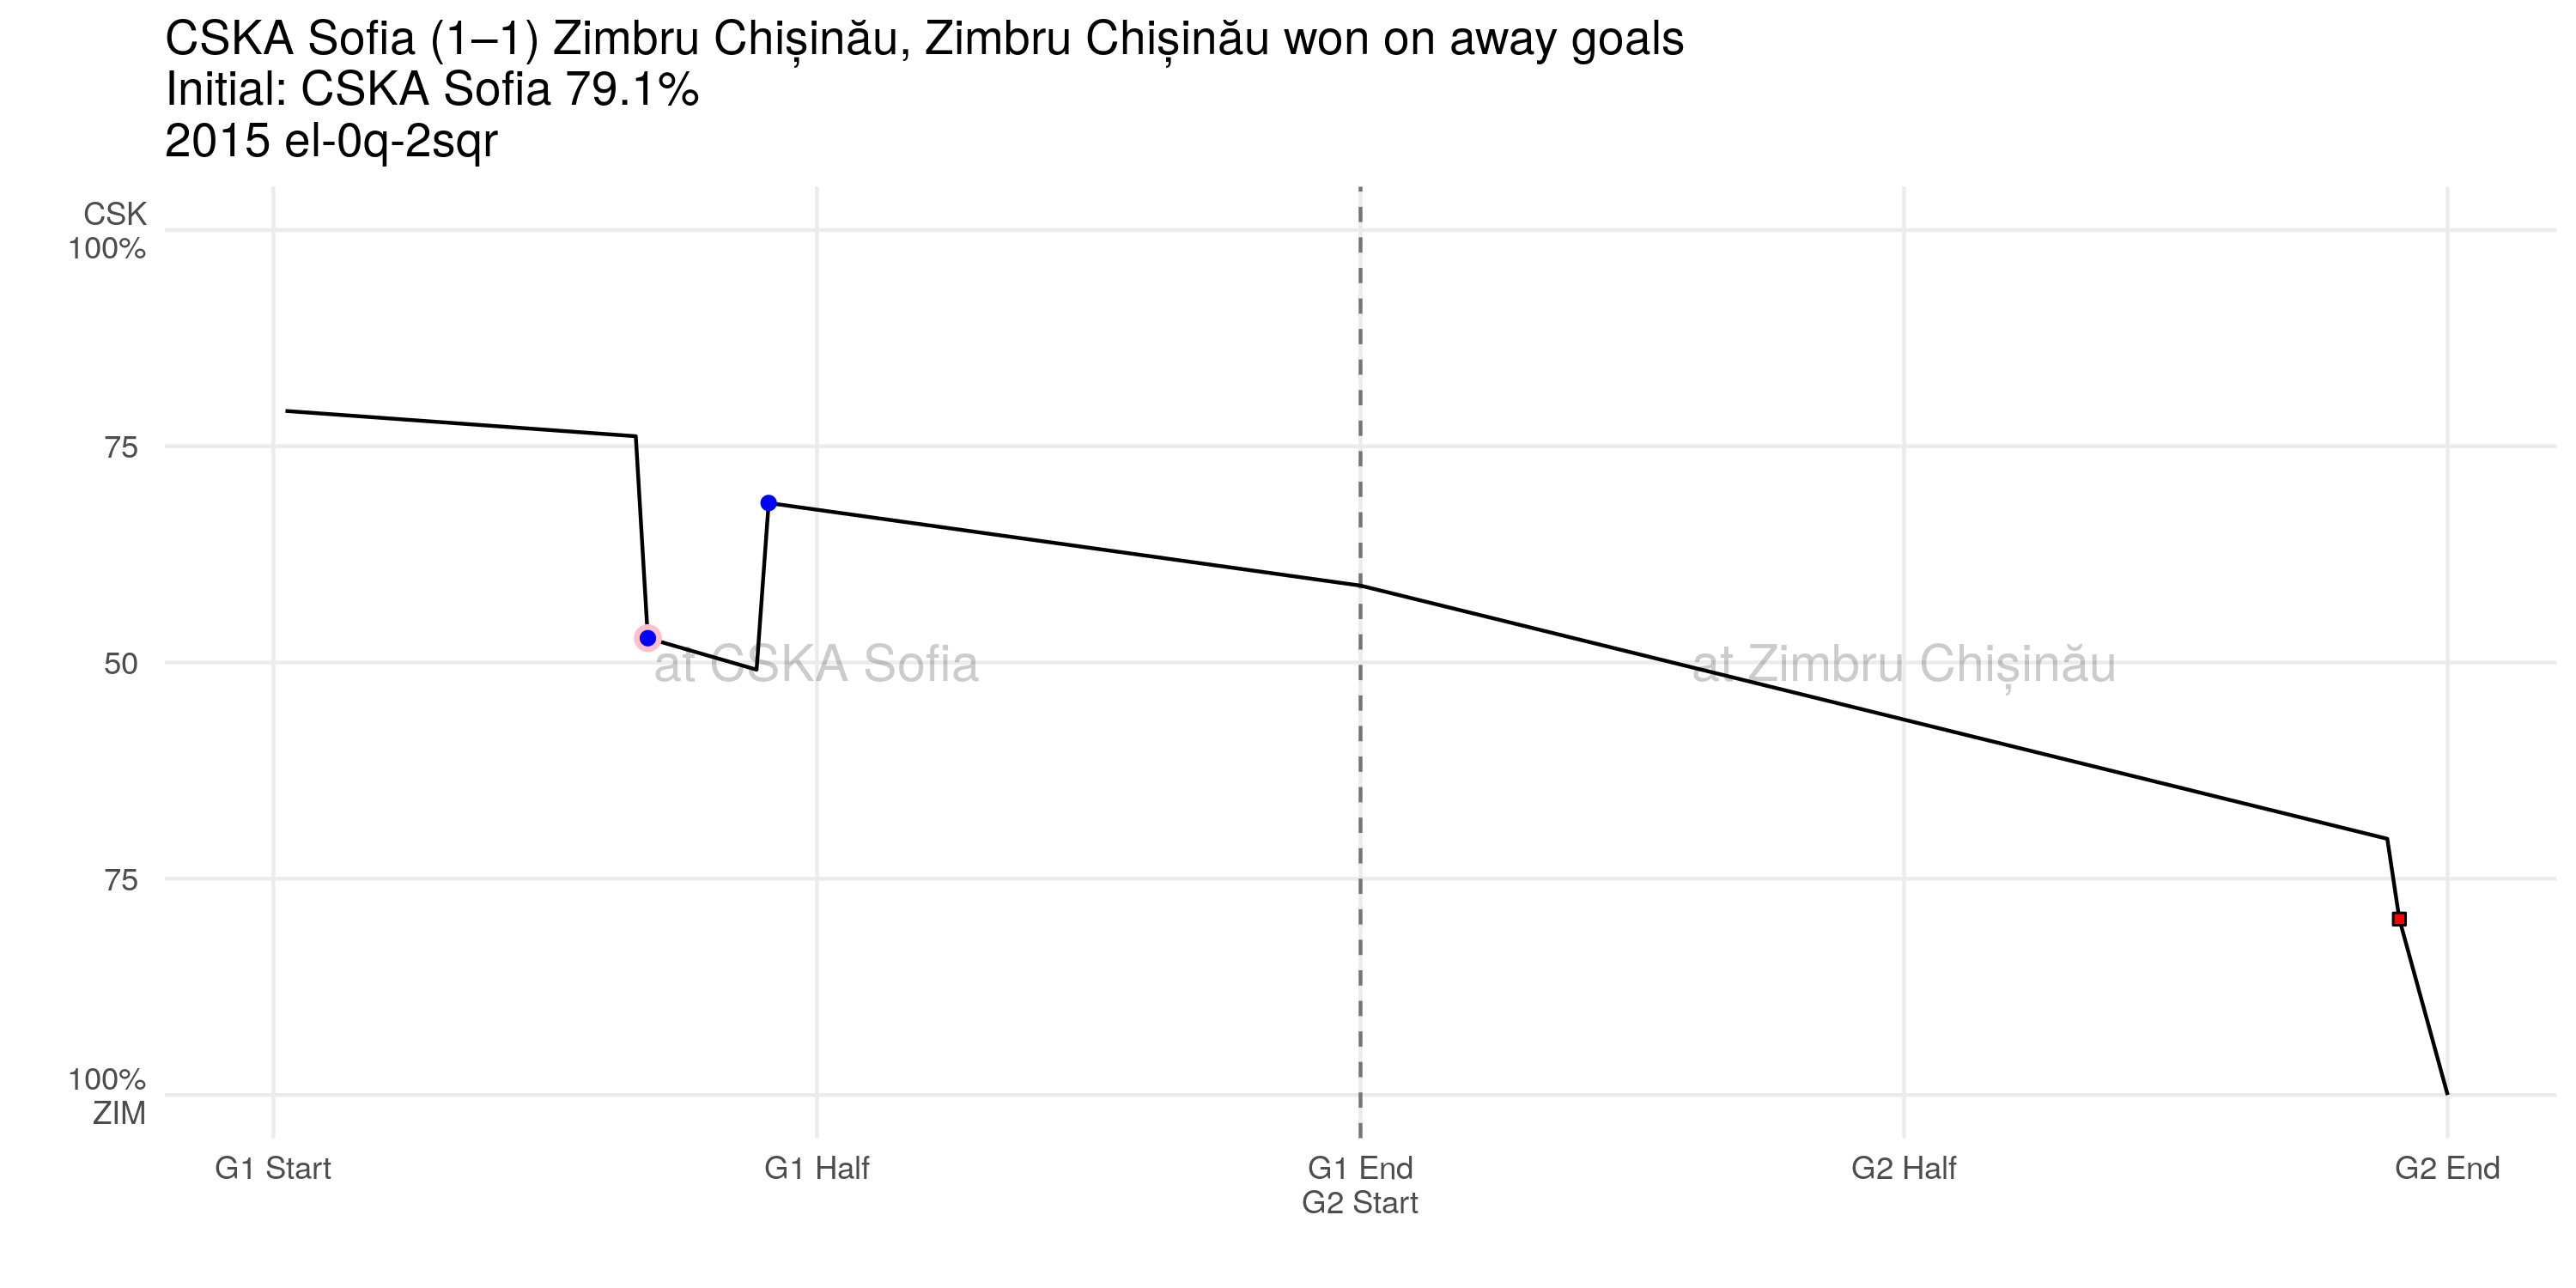 CSKA Sofia (1–1) Zimbru Chișinău, Zimbru Chișinău won on away goals
Initial: CSKA Sofia 79.1%
2015 el-0q-2sqr
CSK
100%
75
50
75
100%
ZIM
at CSKA Sofia
at Zimbru Chișinău
G1 Start
G1 Half
G1 End
G2 Start
G2 Half
G2 End